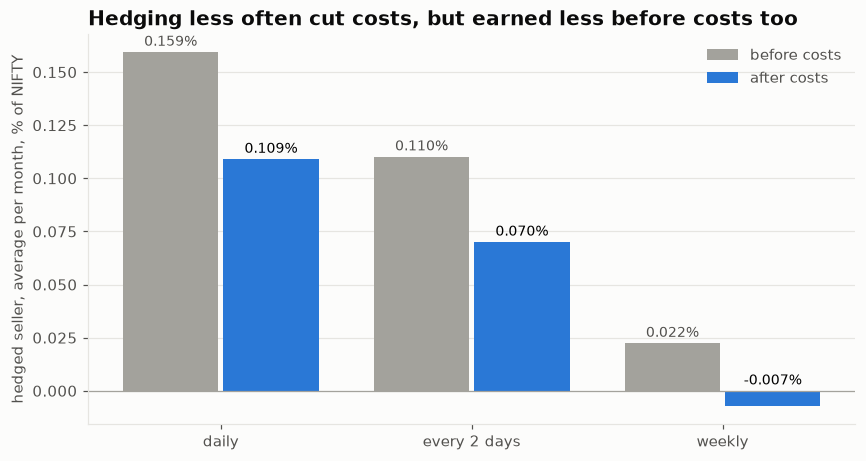 Hedging less often cut costs, but earned less before costs too
hedged seller, average per month, % of NIFTY
0.150
0.125
0.100
0.075
0.050
0.025
0.000
0.159%
0.109%
0.110%
0.070%
0.022%
-0.007%
before costs
after costs
daily
every 2 days
weekly